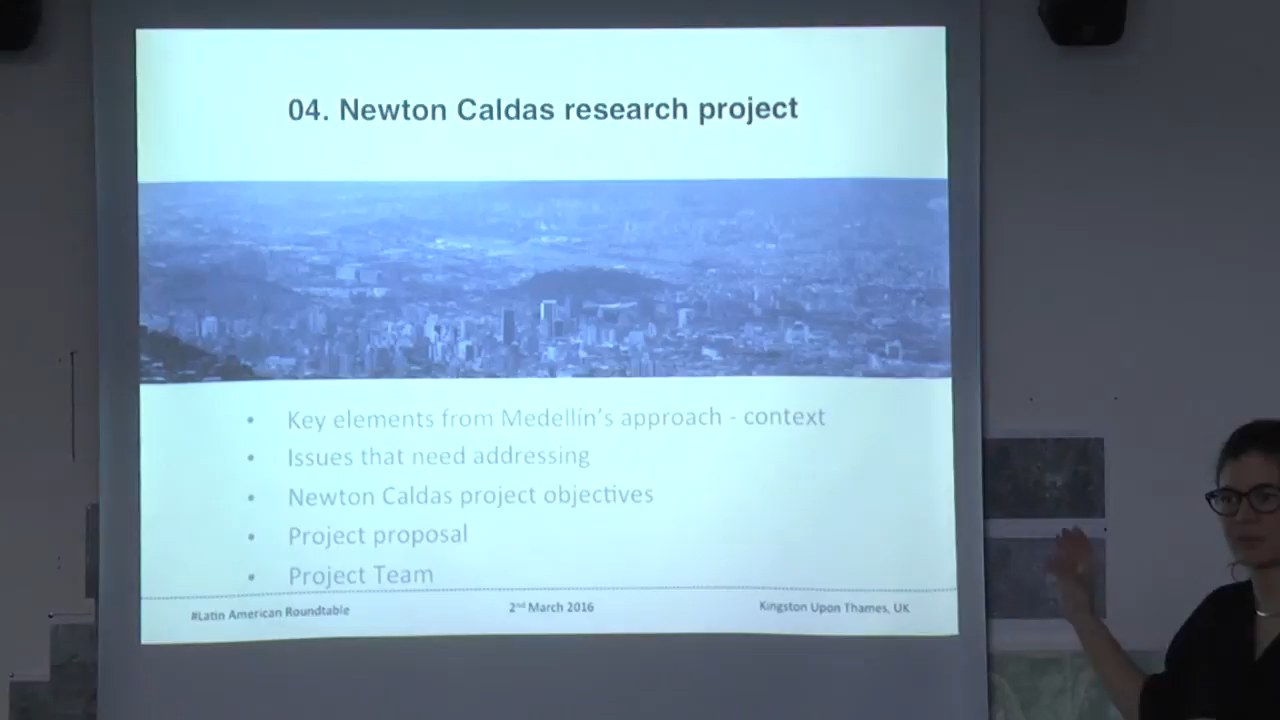 04. Newton Caldas research project
• Key elements from Medellín's approach - context
• Issues that need addressing
• Newton Caldas project objectives
• Project proposal
• Project Team
#Latin American Roundtable
2nd March 2016
Kingston Upon Thames, UK